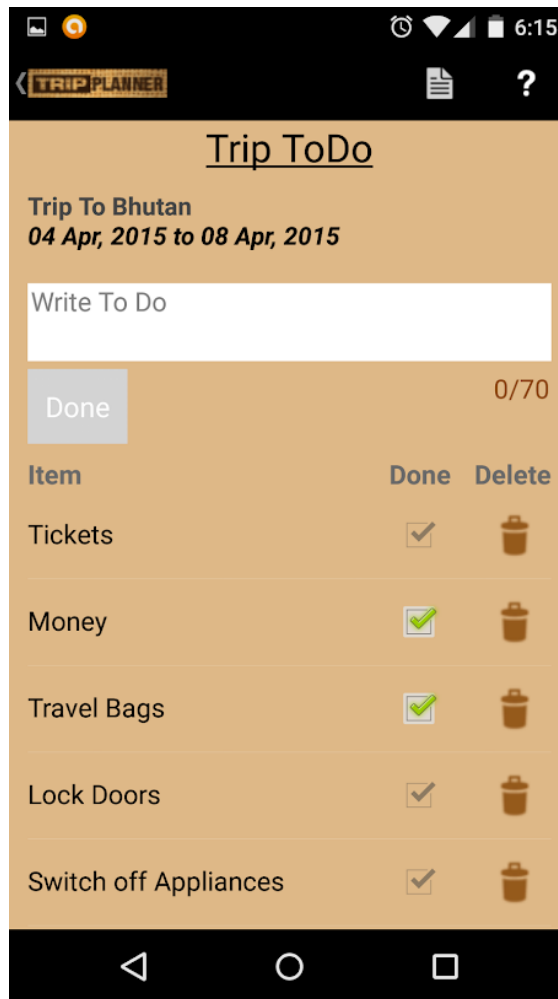 6:15
TRIP PLANNER
?
Trip ToDo
Trip To Bhutan
04 Apr, 2015 to 08 Apr, 2015
Write To Do
Done
0/70
Item Done Delete
Tickets
Money
Travel Bags
Lock Doors
Switch off Appliances